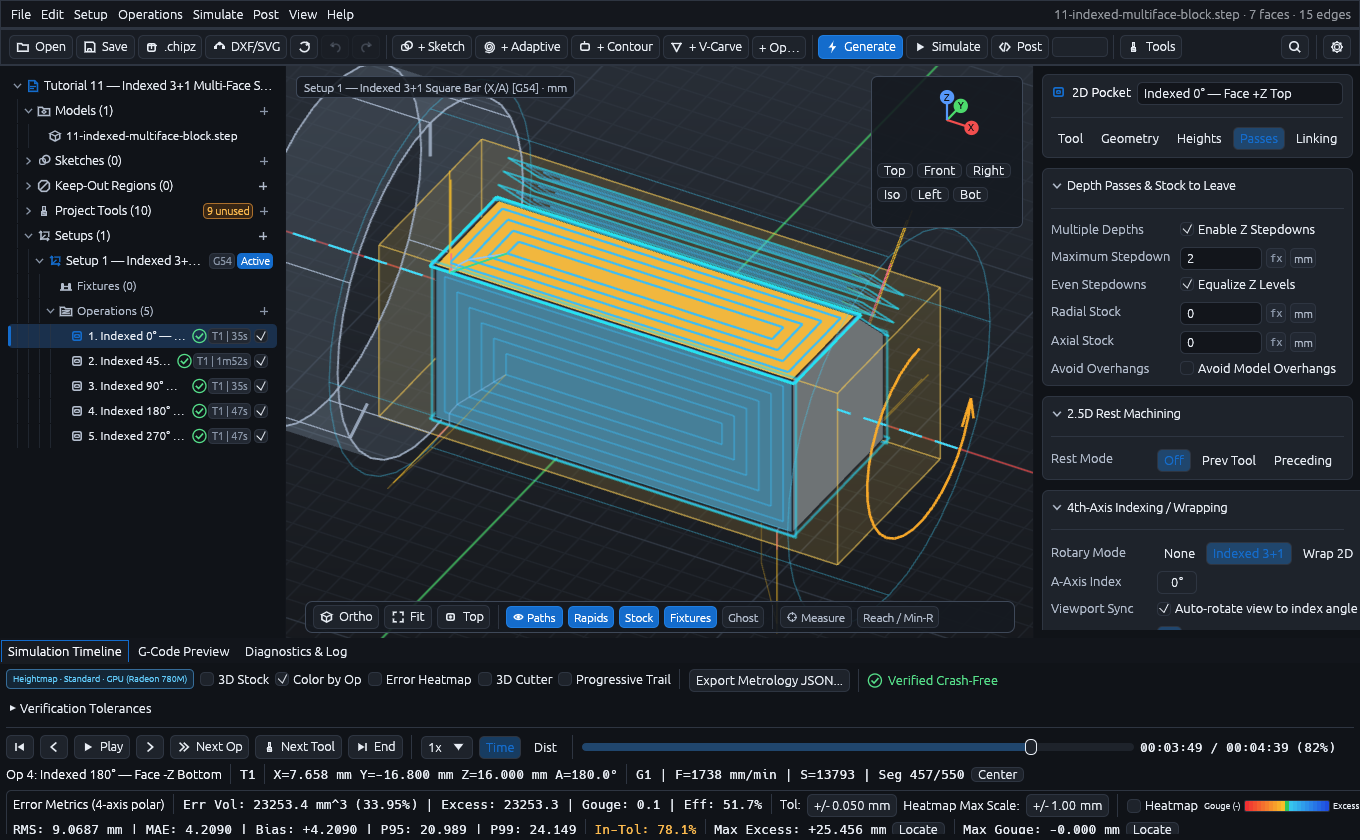 File Edit Setup Operations Simulate Post View Help
11-indexed-multiface-block.step · 7 faces · 15 edges
Open Save .chipz DXF/SVG + Sketch + Adaptive + Contour + V-Carve + Op... Generate Simulate Post Tools
Tutorial 11 — Indexed 3+1 Multi-Face S...
Models (1) +
11-indexed-multiface-block.step
Sketches (0) +
Keep-Out Regions (0) +
Project Tools (10) 9 unused +
Setups (1) +
Setup 1 — Indexed 3+... G54 Active
Fixtures (0)
Operations (5) +
1. Indexed 0° — ... T1 | 35s
2. Indexed 45... T1 | 1m52s
3. Indexed 90° ... T1 | 35s
4. Indexed 180° ... T1 | 47s
5. Indexed 270° ... T1 | 47s
Setup 1 — Indexed 3+1 Square Bar (X/A) [G54] · mm
Z
Y
X
Top Front Right
Iso Left Bot
Ortho Fit Top Paths Rapids Stock Fixtures Ghost Measure Reach / Min-R
2D Pocket Indexed 0° — Face +Z Top
Tool Geometry Heights Passes Linking
Depth Passes & Stock to Leave
Multiple Depths Enable Z Stepdowns
Maximum Stepdown 2 fx mm
Even Stepdowns Equalize Z Levels
Radial Stock 0 fx mm
Axial Stock 0 fx mm
Avoid Overhangs Avoid Model Overhangs
2.5D Rest Machining
Rest Mode Off Prev Tool Preceding
4th-Axis Indexing / Wrapping
Rotary Mode None Indexed 3+1 Wrap 2D
A-Axis Index 0°
Viewport Sync Auto-rotate view to index angle
Simulation Timeline G-Code Preview Diagnostics & Log
Heightmap · Standard · GPU (Radeon 780M) 3D Stock Color by Op Error Heatmap 3D Cutter Progressive Trail Export Metrology JSON... Verified Crash-Free
Verification Tolerances
Play Next Op Next Tool End 1x Time Dist 00:03:49 / 00:04:39 (82%)
Op 4: Indexed 180° — Face -Z Bottom T1 X=7.658 mm Y=-16.800 mm Z=16.000 mm A=180.0° G1 | F=1738 mm/min | S=13793 | Seg 457/550 Center
Error Metrics (4-axis polar) Err Vol: 23253.4 mm^3 (33.95%) | Excess: 23253.3 | Gouge: 0.1 | Eff: 51.7% Tol: +/-0.050 mm Heatmap Max Scale: +/-1.00 mm Heatmap Gouge (-) Excess
RMS: 9.0687 mm | MAE: 4.2090 | Bias: +4.2090 | P95: 20.989 | P99: 24.149 In-Tol: 78.1% Max Excess: +25.456 mm Locate Max Gouge: -0.000 mm Locate